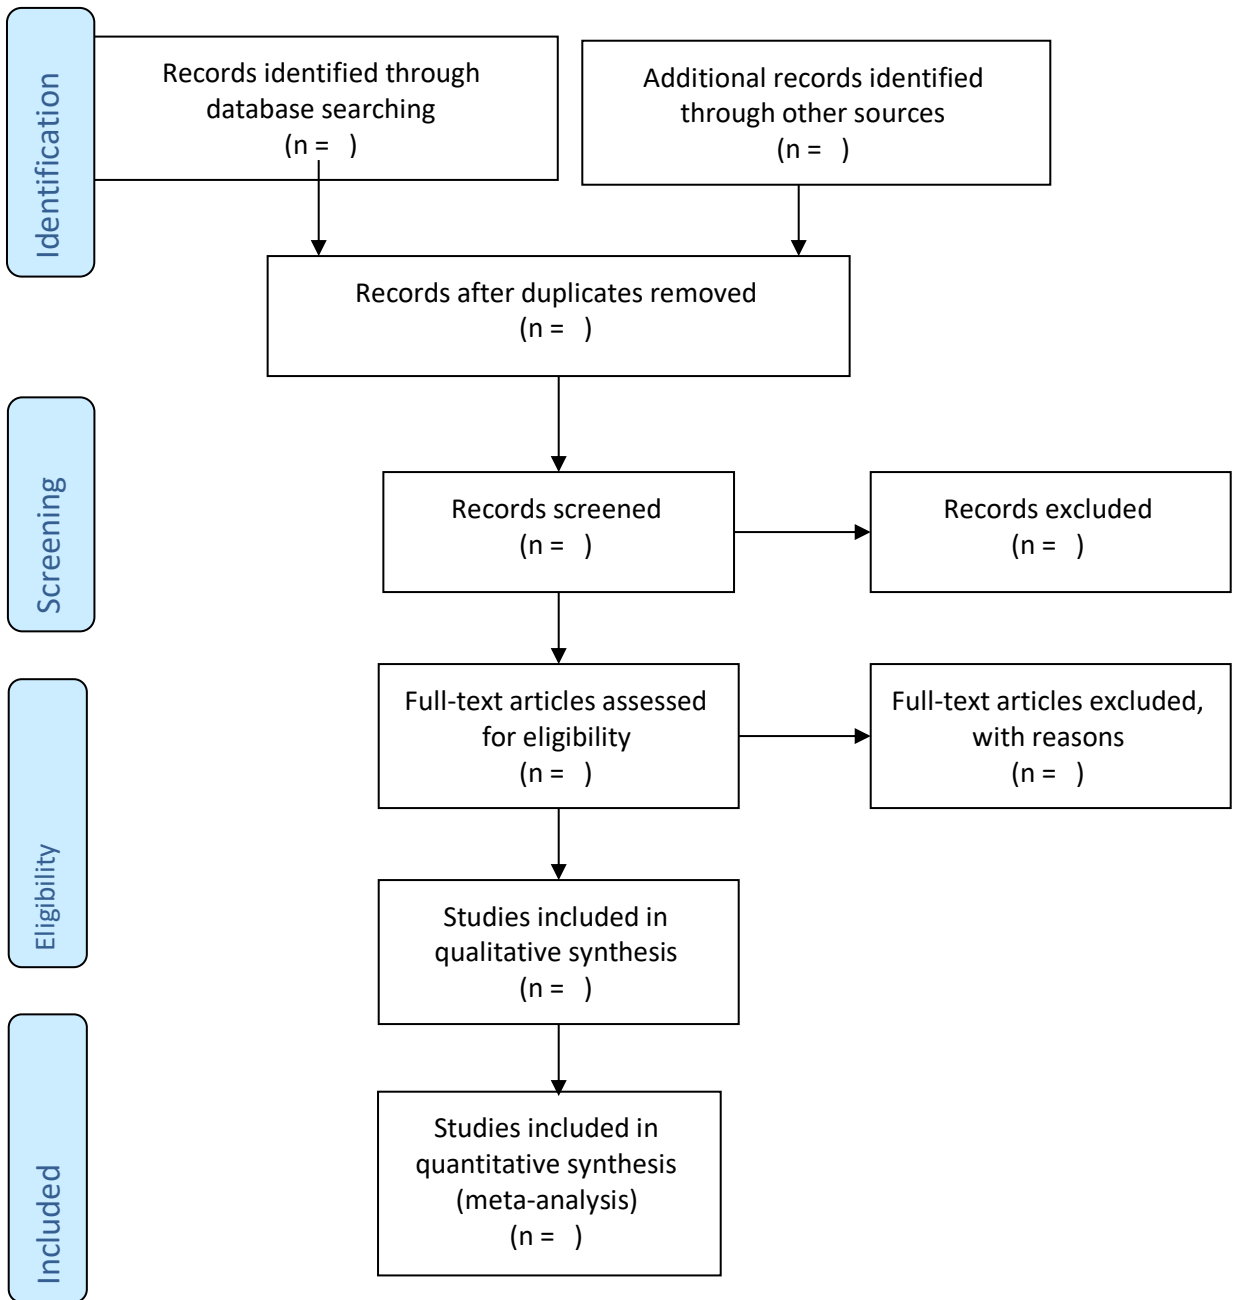 Identification
Records identified through
database searching
(n =   )
Additional records identified
through other sources
(n =   )
Records after duplicates removed
(n =   )
Screening
Records screened
(n =   )
Records excluded
(n =   )
Eligibility
Full-text articles assessed
for eligibility
(n =   )
Full-text articles excluded,
with reasons
(n =   )
Studies included in
qualitative synthesis
(n =   )
Included
Studies included in
quantitative synthesis
(meta-analysis)
(n =   )